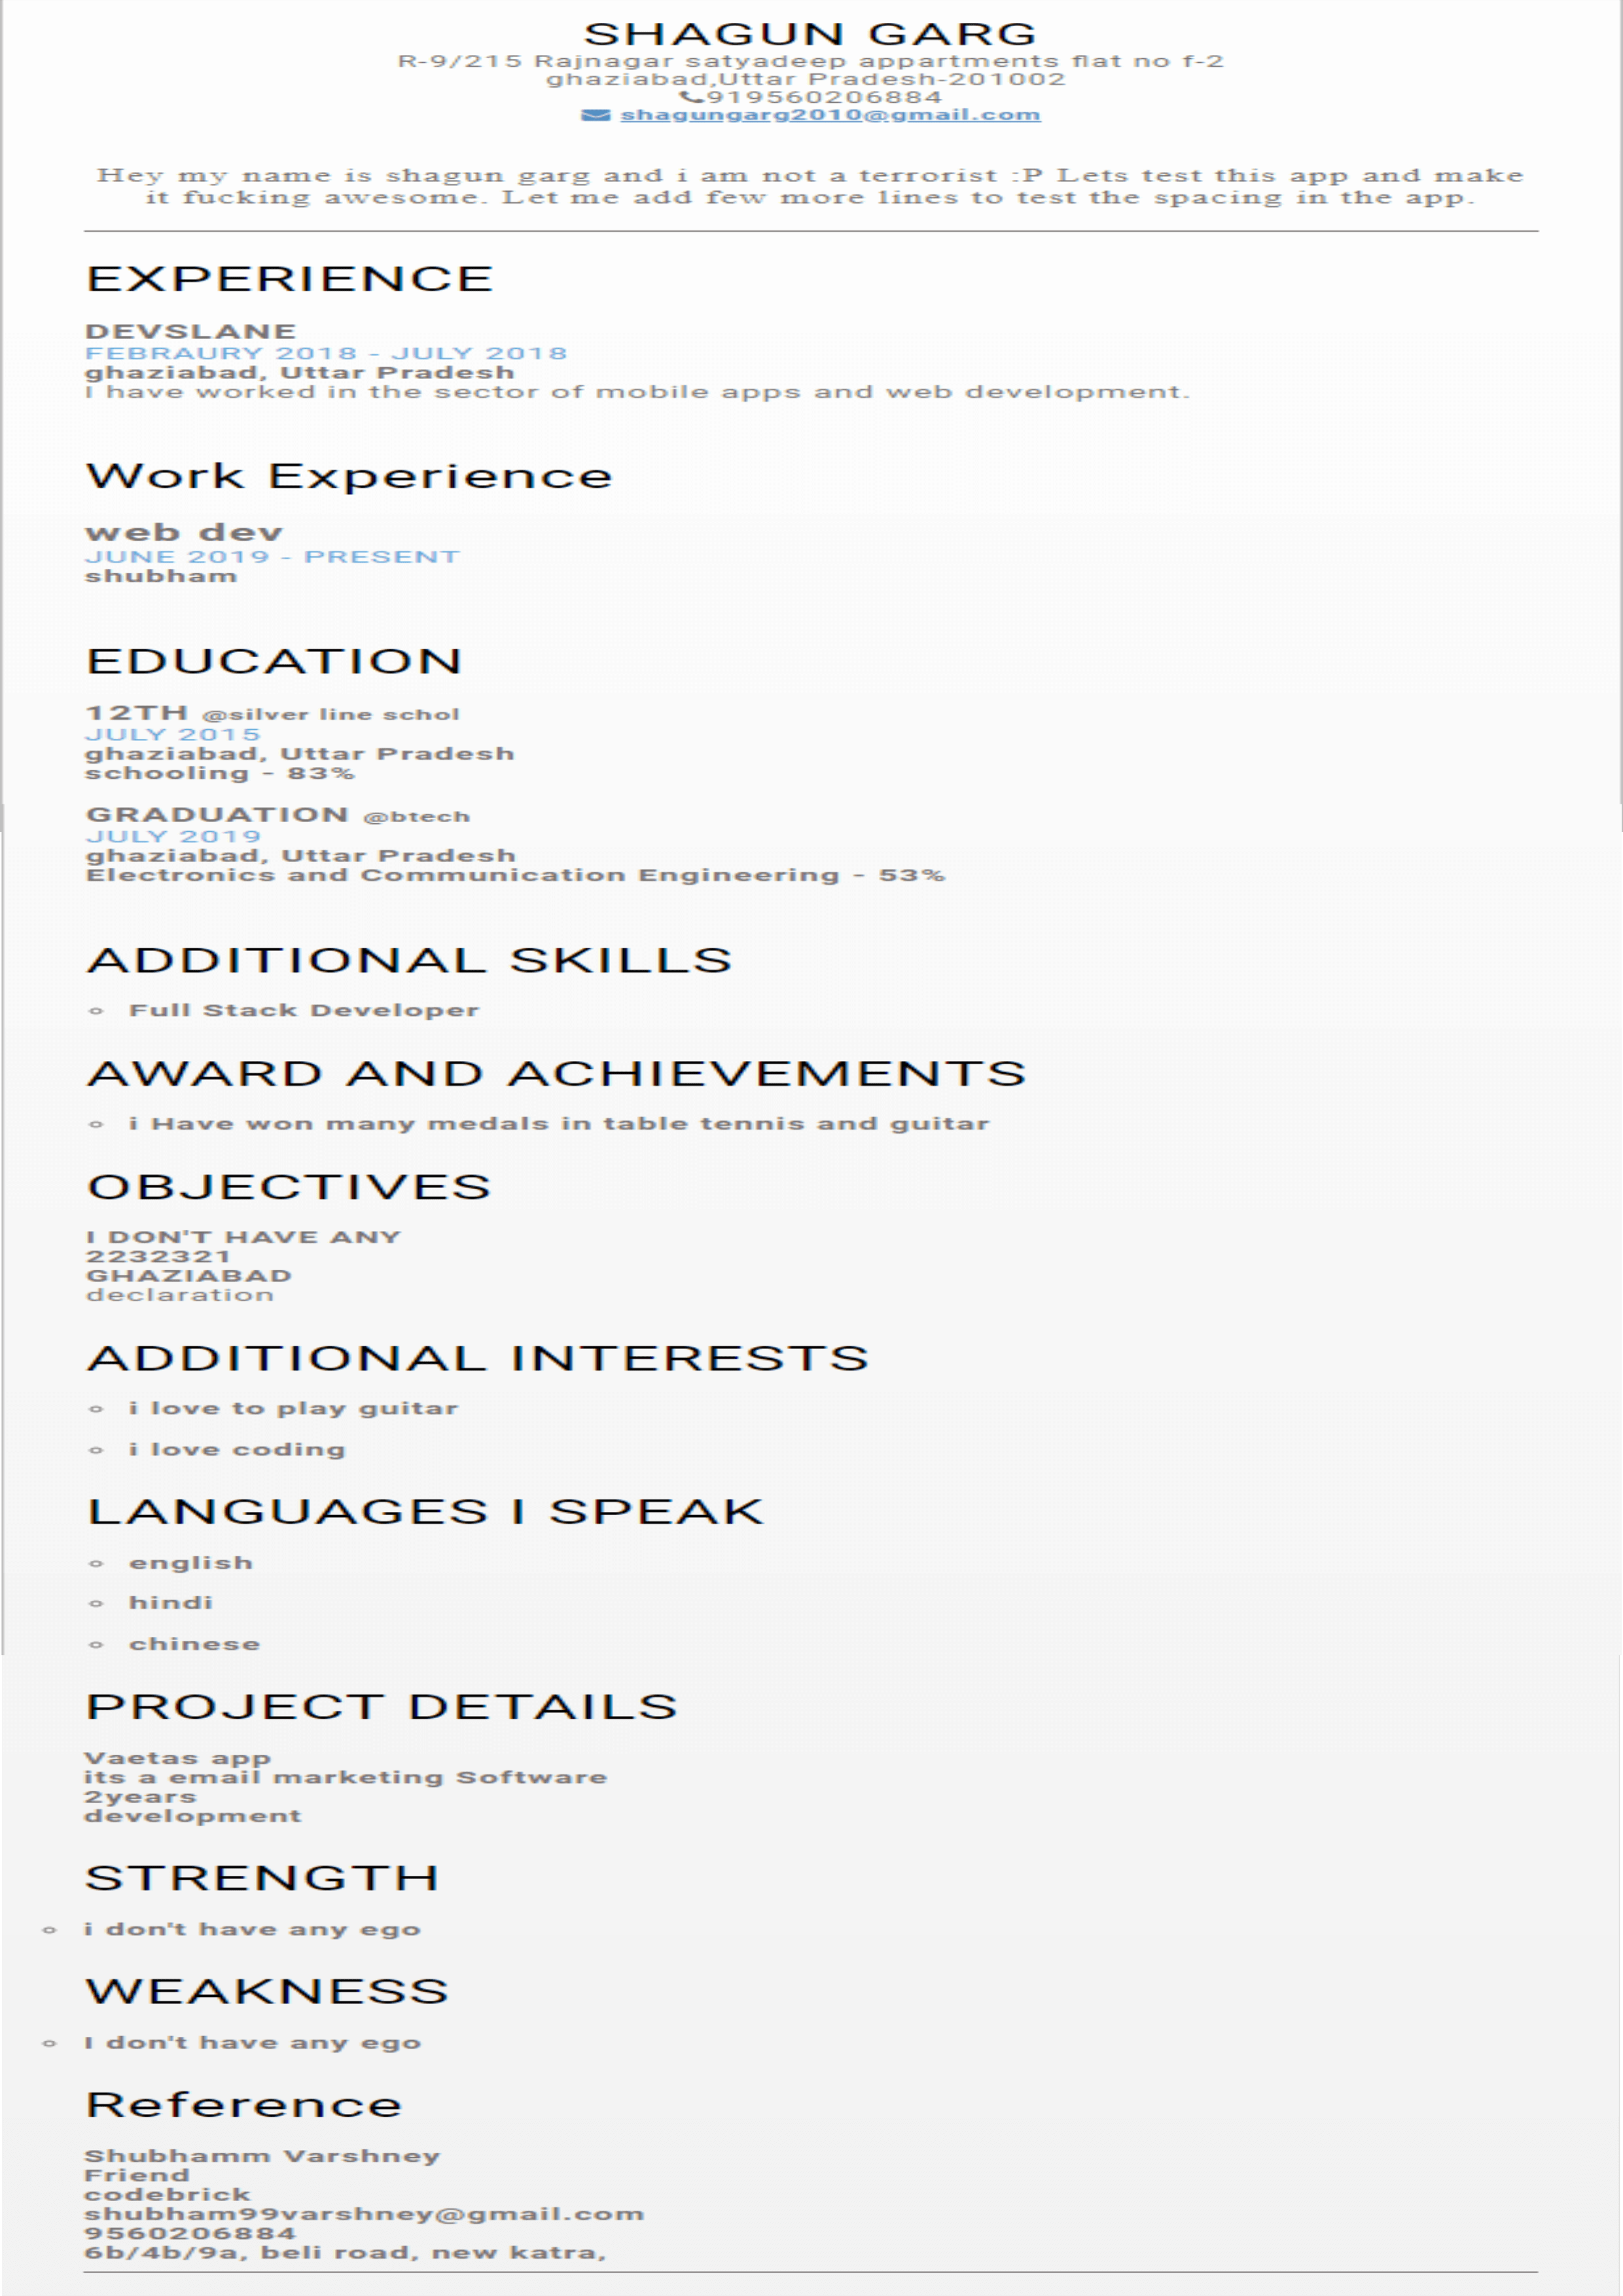 SHAGUN GARG
R-9/215 Rajnagar satyadeep appartments flat no f-2
ghaziabad,Uttar Pradesh-201002
919560206884
shagungarg2010@gmail.com
Hey my name is shagun garg and i am not a terrorist :P Lets test this app and make
it fucking awesome. Let me add few more lines to test the spacing in the app.
EXPERIENCE
DEVSLANE
FEBRAURY 2018 - JULY 2018
ghaziabad, Uttar Pradesh
I have worked in the sector of mobile apps and web development.
Work Experience
web dev
JUNE 2019 - PRESENT
shubham
EDUCATION
12TH @silver line schol
JULY 2015
ghaziabad, Uttar Pradesh
schooling - 83%
GRADUATION @btech
JULY 2019
ghaziabad, Uttar Pradesh
Electronics and Communication Engineering - 53%
ADDITIONAL SKILLS
Full Stack Developer
AWARD AND ACHIEVEMENTS
i Have won many medals in table tennis and guitar
OBJECTIVES
I DON'T HAVE ANY
2232321
GHAZIABAD
declaration
ADDITIONAL INTERESTS
i love to play guitar
i love coding
LANGUAGES I SPEAK
english
hindi
chinese
PROJECT DETAILS
Vaetas app
its a email marketing Software
2years
development
STRENGTH
i don't have any ego
WEAKNESS
I don't have any ego
Reference
Shubhamm Varshney
Friend
codebrick
shubham99varshney@gmail.com
9560206884
6b/4b/9a, beli road, new katra,